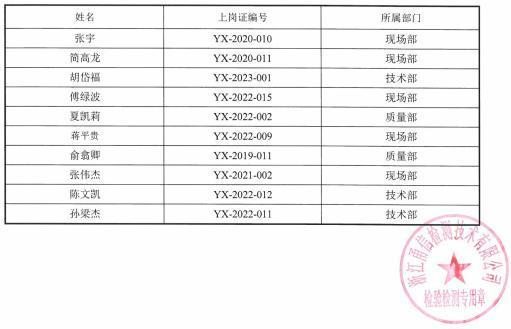 姓名 上岗证编号 所属部门
张宇 YX-2020-010 现场部
简高龙 YX-2020-011 现场部
胡岱福 YX-2023-001 技术部
傅绿波 YX-2022-015 现场部
夏凯莉 YX-2022-002 质量部
蒋平贵 YX-2022-009 现场部
俞翕卿 YX-2019-011 质量部
张伟杰 YX-2021-002 现场部
陈文凯 YX-2022-012 技术部
孙梁杰 YX-2022-011 技术部
浙江甬信检测技术有限公司
检验检测专用章